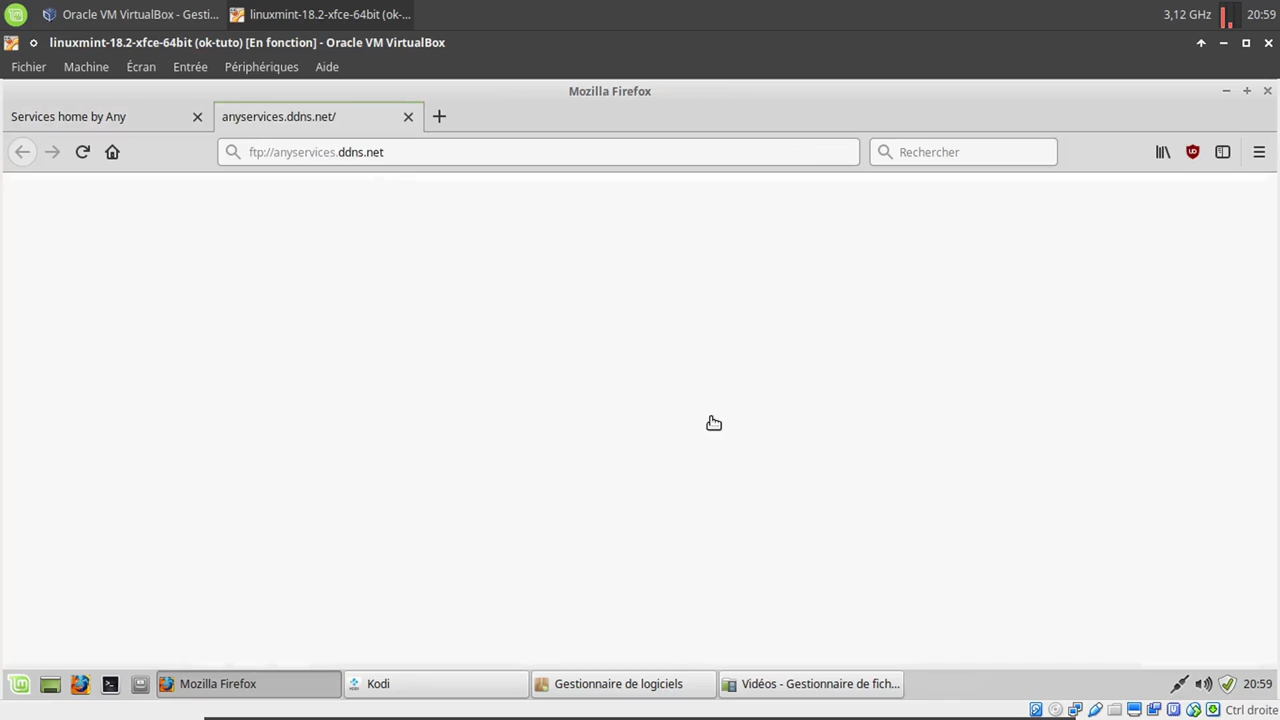 Oracle VM VirtualBox - Gesti...
linuxmint-18.2-xfce-64bit (ok-...
3,12 GHz
20:59
linuxmint-18.2-xfce-64bit (ok-tuto) [En fonction] - Oracle VM VirtualBox
Fichier Machine Écran Entrée Périphériques Aide
Mozilla Firefox
Services home by Any
anyservices.ddns.net/
ftp://anyservices.ddns.net
Rechercher
Mozilla Firefox
Kodi
Gestionnaire de logiciels
Vidéos - Gestionnaire de fich...
20:59
Ctrl droite